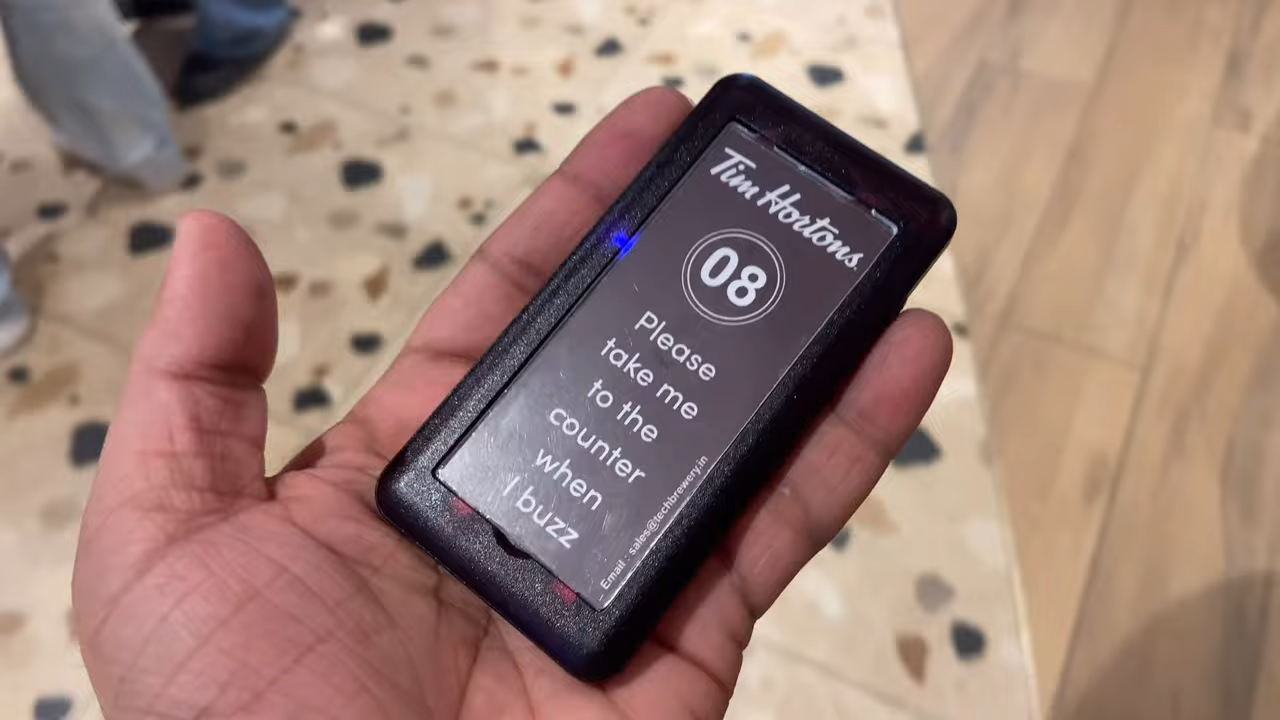 Tim Hortons.
08
Please
take me
to the
counter
when
I buzz
Email : sales@techbrewery.in